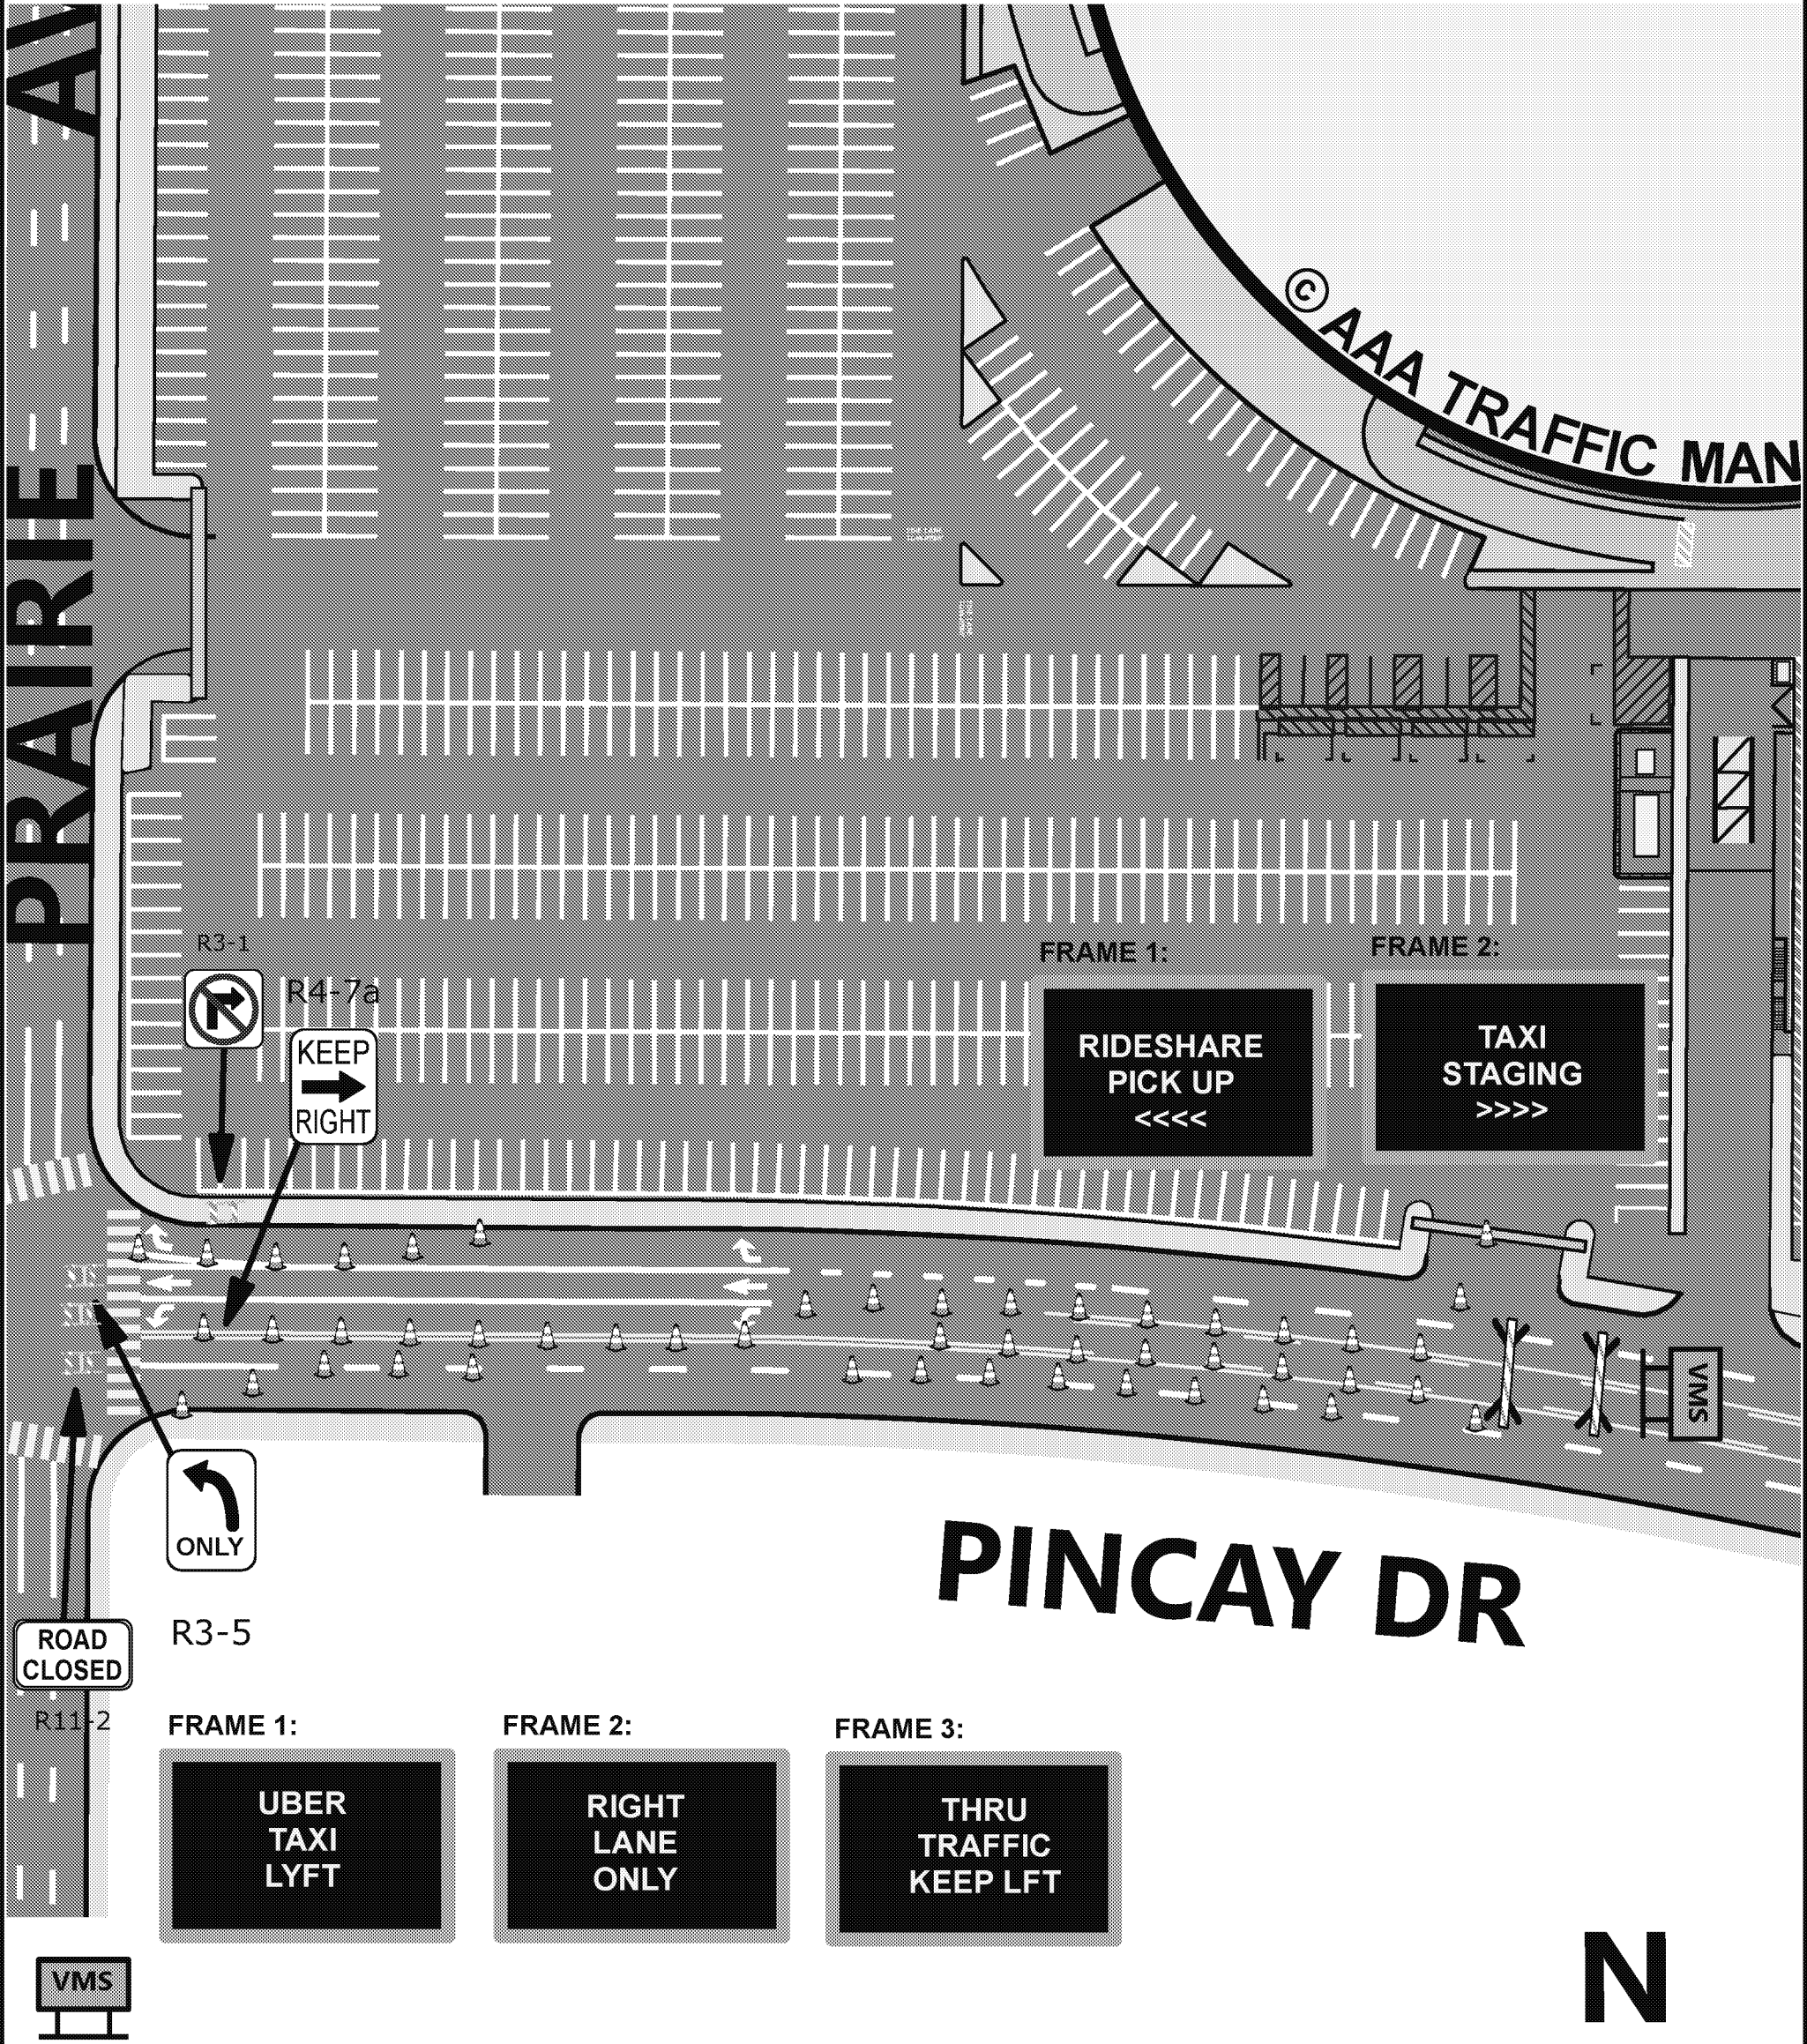 PRAIRIE AV
© AAA TRAFFIC MAN
R3-1
R4-7a
KEEP
RIGHT
FRAME 1:
RIDESHARE
PICK UP
<<<<
FRAME 2:
TAXI
STAGING
>>>>
VMS
ONLY
R3-5
PINCAY DR
ROAD
CLOSED
R11-2
FRAME 1:
UBER
TAXI
LYFT
FRAME 2:
RIGHT
LANE
ONLY
FRAME 3:
THRU
TRAFFIC
KEEP LFT
VMS
N